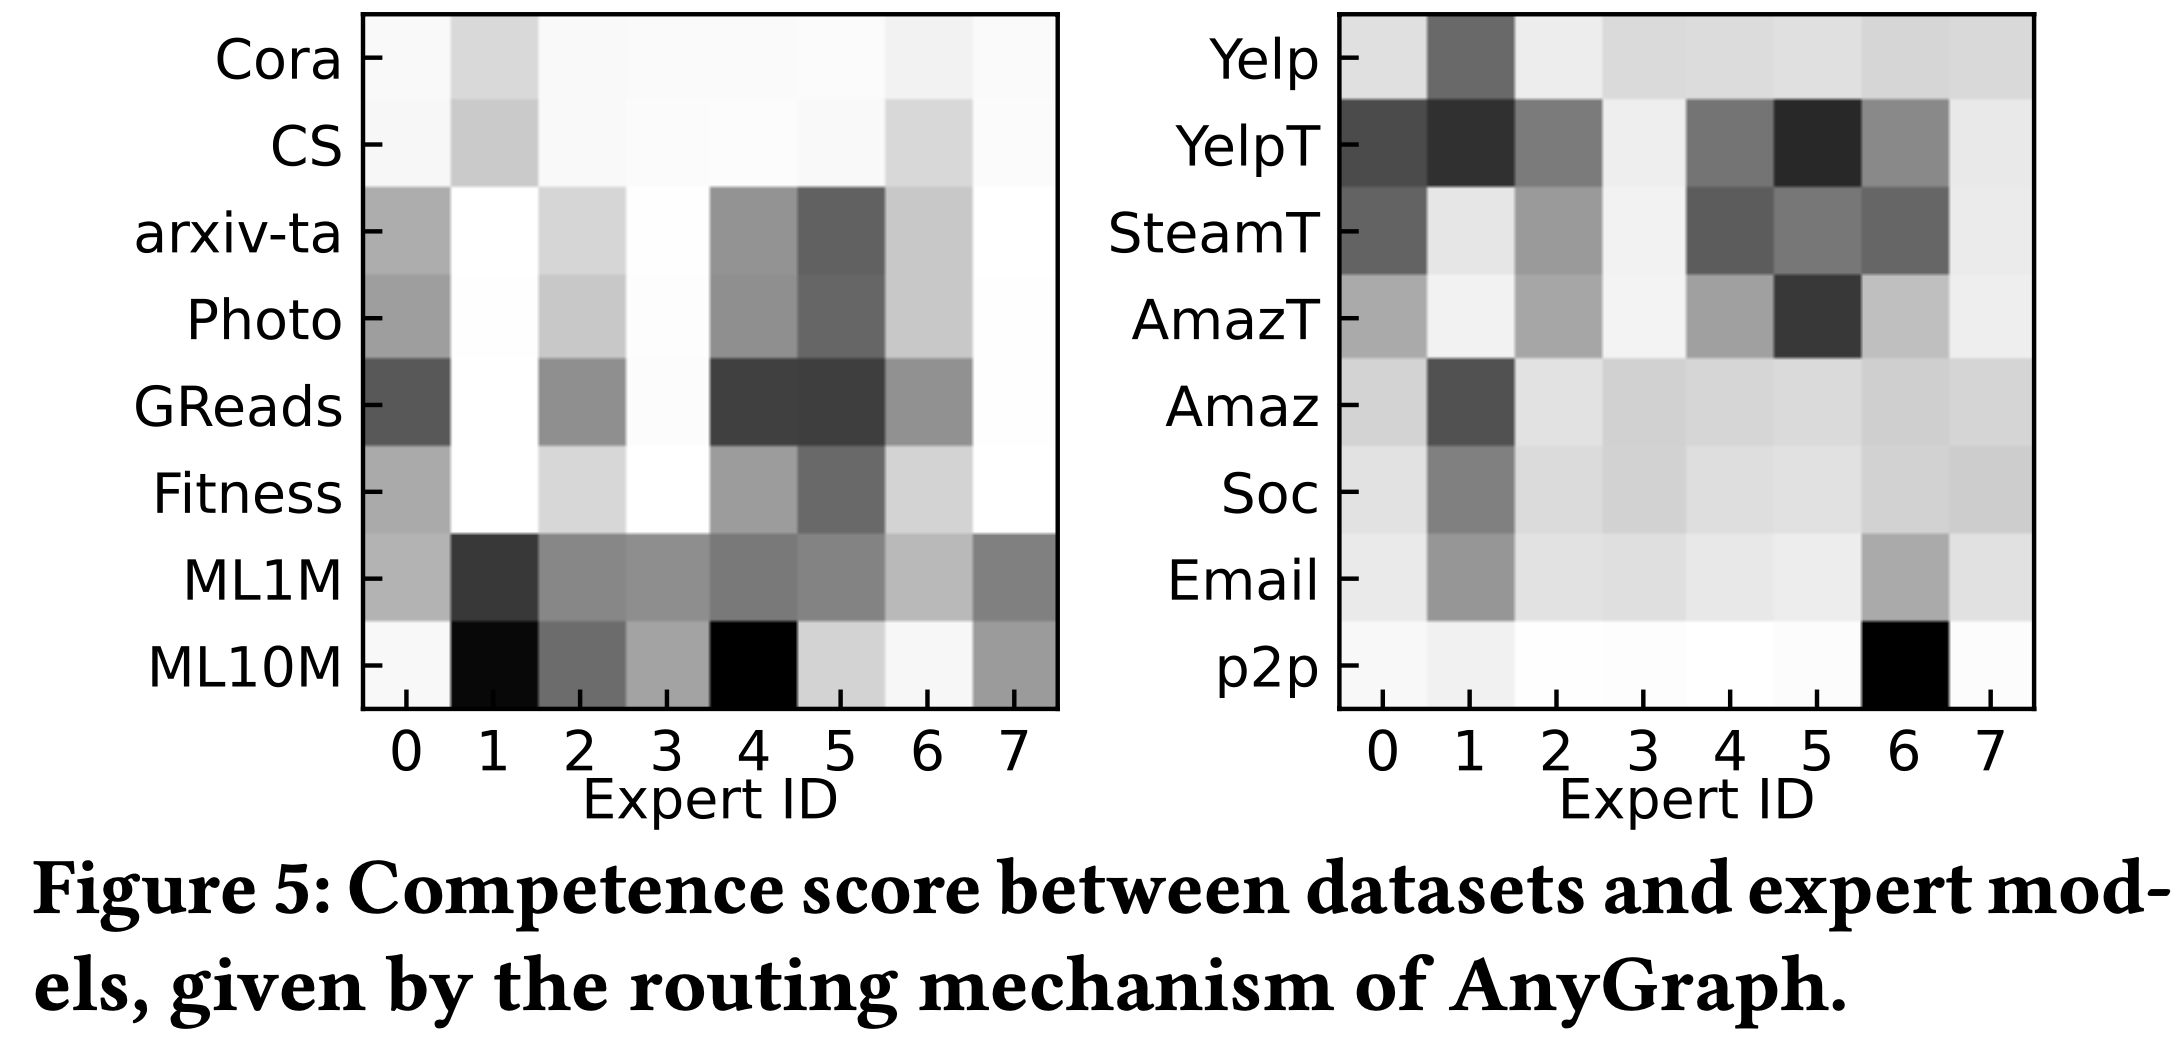 Cora
CS
arxiv-ta
Photo
GReads
Fitness
ML1M
ML10M
0 1 2 3 4 5 6 7
Expert ID
Yelp
YelpT
SteamT
AmazT
Amaz
Soc
Email
p2p
0 1 2 3 4 5 6 7
Expert ID
Figure 5: Competence score between datasets and expert mod-
els, given by the routing mechanism of AnyGraph.